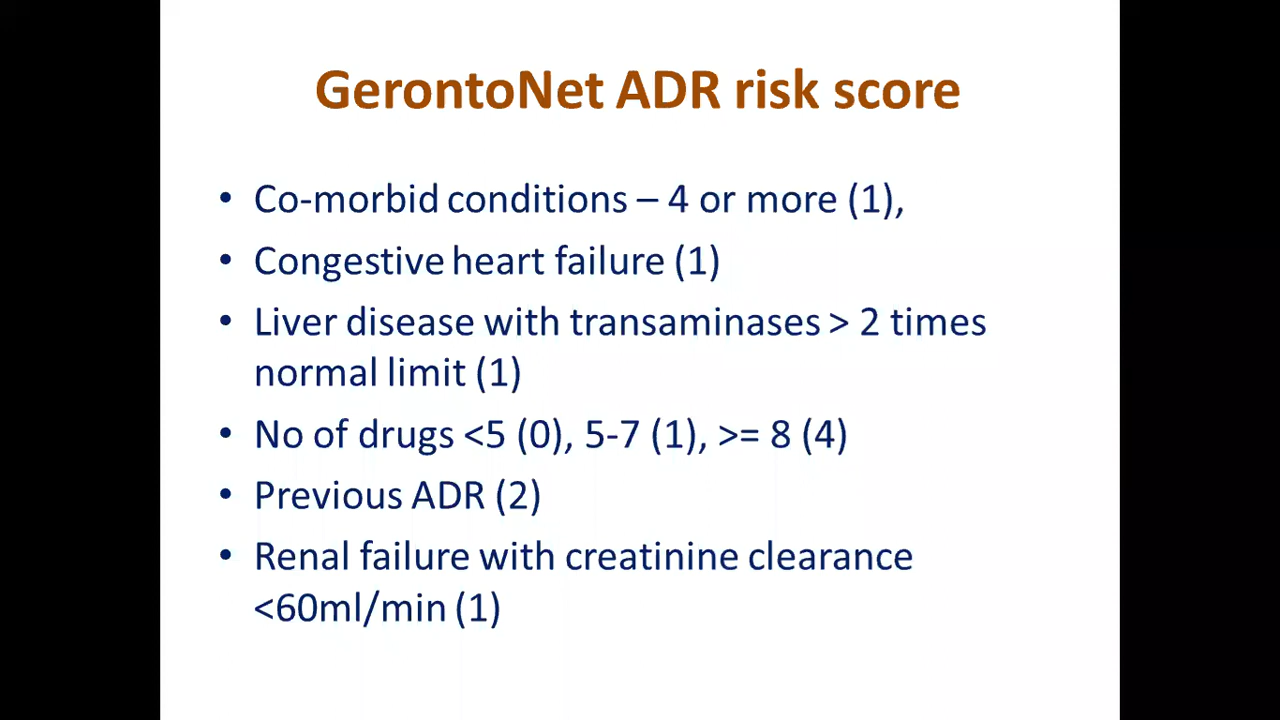 GerontoNet ADR risk score
• Co-morbid conditions – 4 or more (1),
• Congestive heart failure (1)
• Liver disease with transaminases > 2 times
normal limit (1)
• No of drugs <5 (0), 5-7 (1), >= 8 (4)
• Previous ADR (2)
• Renal failure with creatinine clearance
<60ml/min (1)